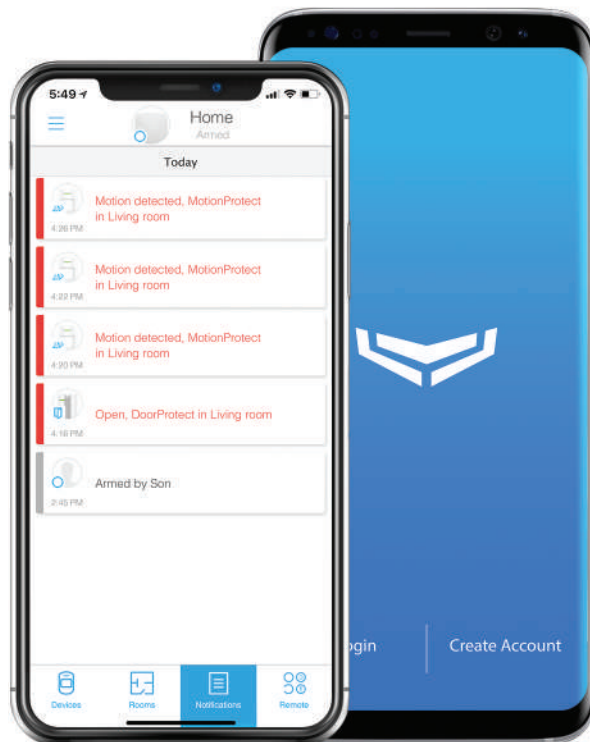 5:49
Home
Armed
Today
Motion detected, MotionProtect
in Living room
4:26 PM
Motion detected, MotionProtect
in Living room
4:22 PM
Motion detected, MotionProtect
in Living room
4:20 PM
Open, DoorProtect in Living room
4:16 PM
Armed by Son
2:45 PM
Devices
Rooms
Notifications
Remote
ogin
Create Account